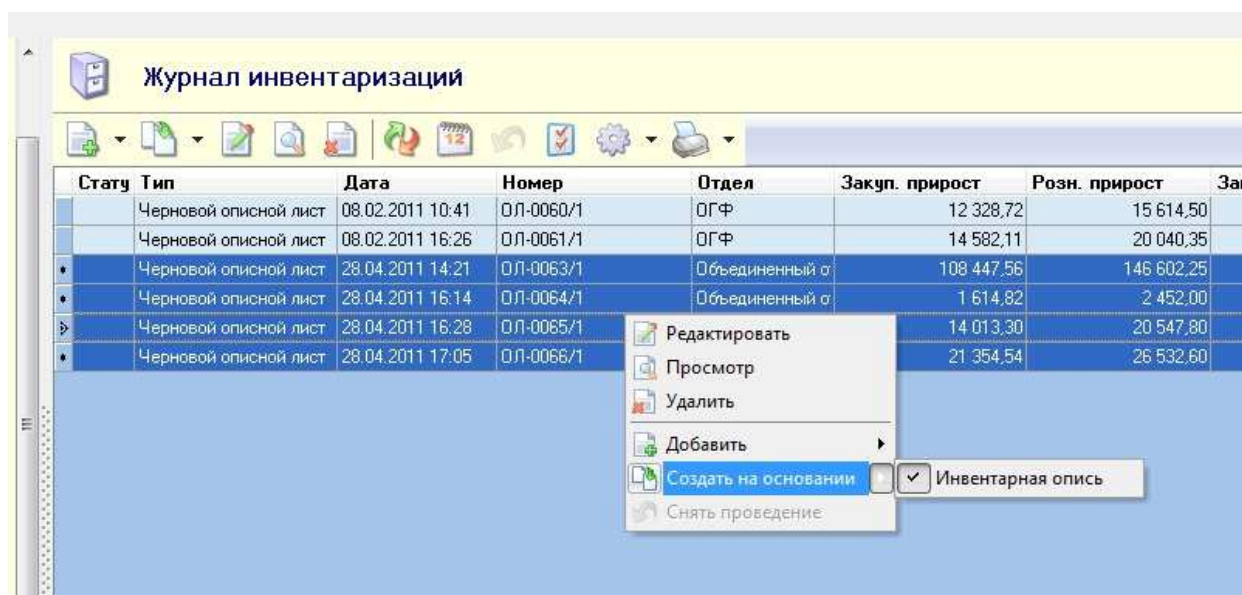 Журнал инвентаризаций
12
Стату Тип Дата Номер Отдел Закуп. прирост Розн. прирост Зак
Черновой описной лист 08.02.2011 10:41 ОЛ-0060/1 ОГФ 12 328,72 15 614,50
Черновой описной лист 08.02.2011 16:26 ОЛ-0061/1 ОГФ 14 582,11 20 040,35
Черновой описной лист 28.04.2011 14:21 ОЛ-0063/1 Объединенный о 108 447,56 146 602,25
Черновой описной лист 28.04.2011 16:14 ОЛ-0064/1 Объединенный о 1 614,82 2 452,00
Черновой описной лист 28.04.2011 16:28 ОЛ-0065/1 14 013,30 20 547,80
Черновой описной лист 28.04.2011 17:05 ОЛ-0066/1 21 354,54 26 532,60
Редактировать
Просмотр
Удалить
Добавить
Создать на основании Инвентарная опись
Снять проведение